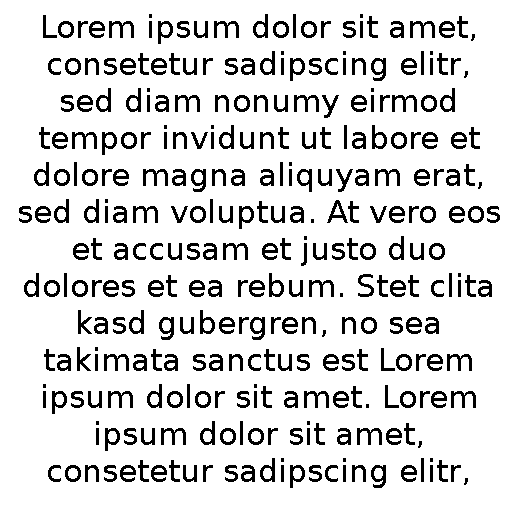 Lorem ipsum dolor sit amet,
consetetur sadipscing elitr,
sed diam nonumy eirmod
tempor invidunt ut labore et
dolore magna aliquyam erat,
sed diam voluptua. At vero eos
et accusam et justo duo
dolores et ea rebum. Stet clita
kasd gubergren, no sea
takimata sanctus est Lorem
ipsum dolor sit amet. Lorem
ipsum dolor sit amet,
consetetur sadipscing elitr,